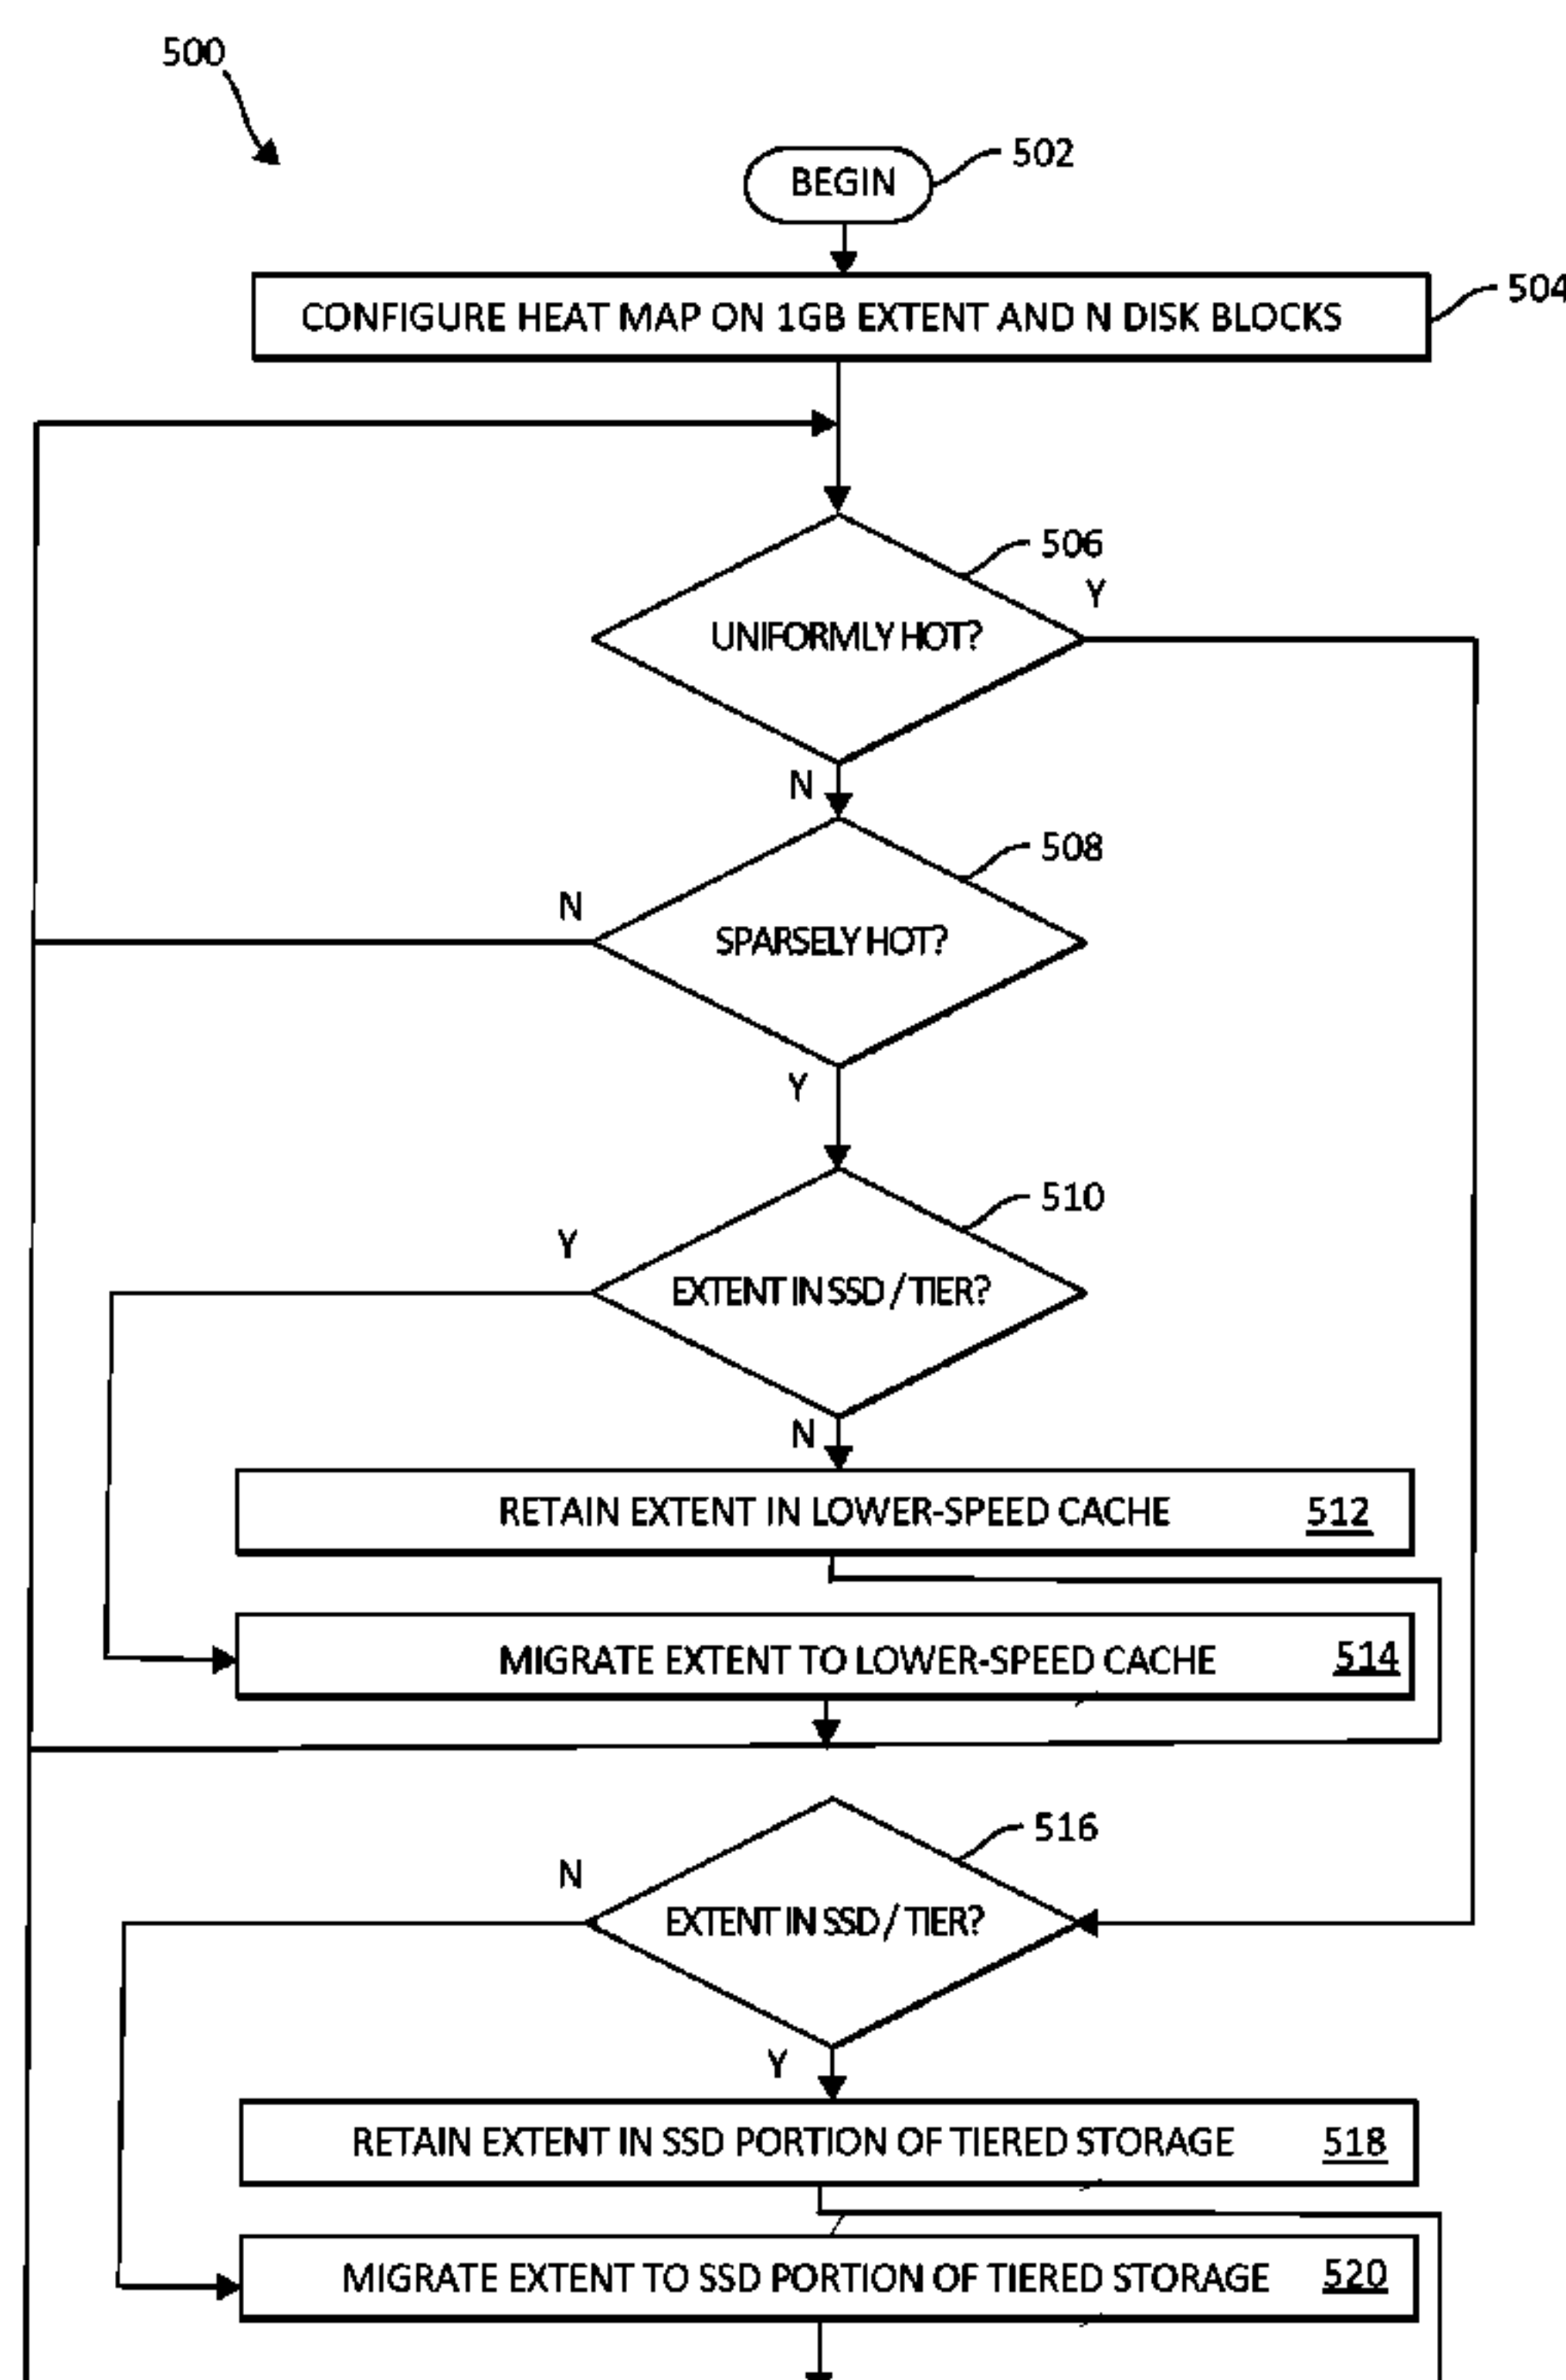 500
BEGIN
502
CONFIGURE HEAT MAP ON 1GB EXTENT AND N DISK BLOCKS
504
506
Y
UNIFORMLY HOT?
N
508
N
SPARSELY HOT?
Y
510
Y
EXTENT IN SSD / TIER?
N
RETAIN EXTENT IN LOWER-SPEED CACHE 512
MIGRATE EXTENT TO LOWER-SPEED CACHE 514
516
N
EXTENT IN SSD / TIER?
Y
RETAIN EXTENT IN SSD PORTION OF TIERED STORAGE 518
MIGRATE EXTENT TO SSD PORTION OF TIERED STORAGE 520